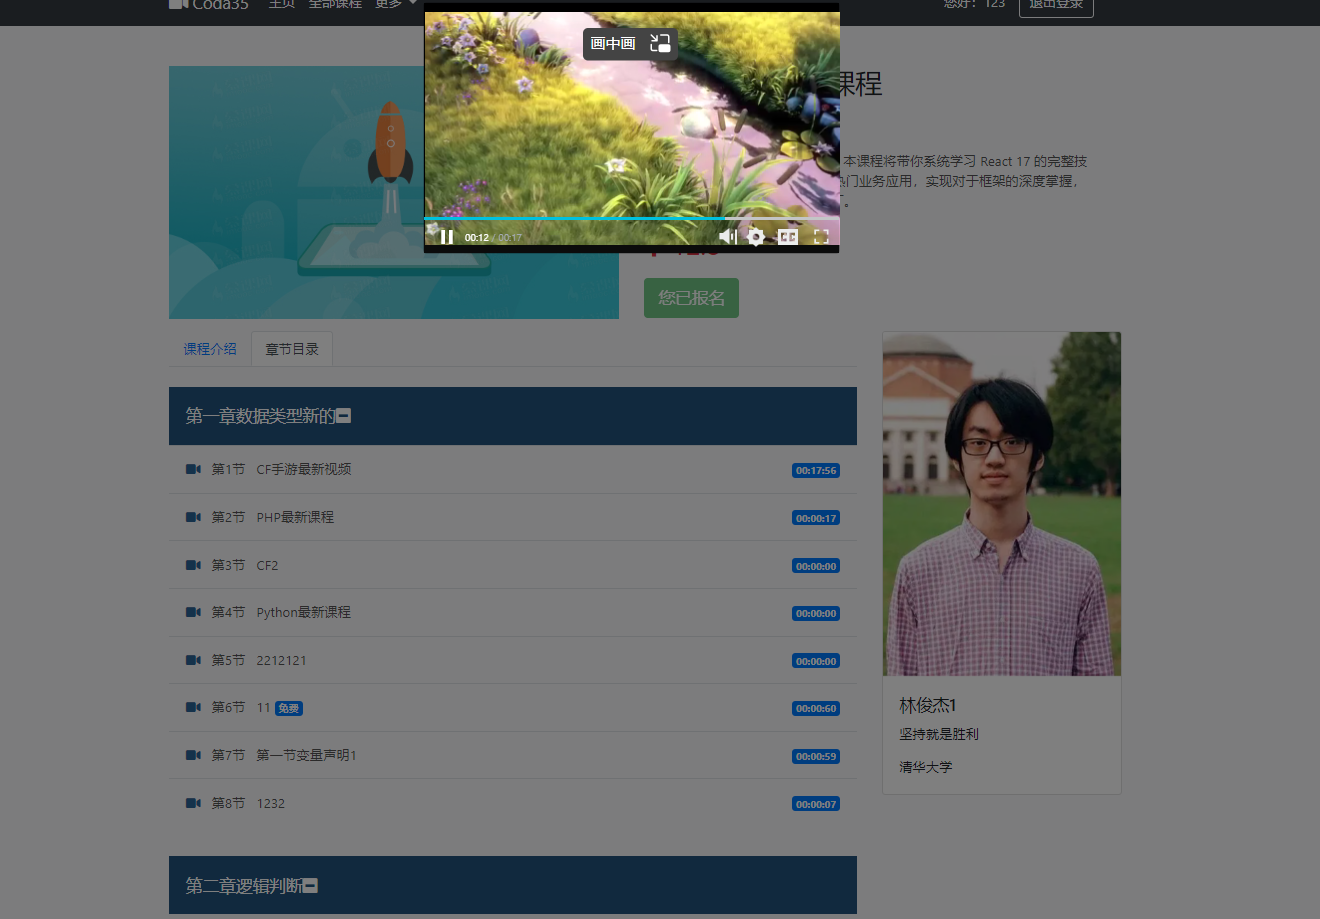 Coda35 主页 全部课程 更多 您好：123 退出登录
画中画
课程
本课程将带你系统学习 React 17 的完整技
热门业务应用，实现对于框架的深度掌握，
00:12 / 00:17
您已报名
课程介绍 章节目录
第一章数据类型新的
第1节 CF手游最新视频 00:17:56
第2节 PHP最新课程 00:00:17
第3节 CF2 00:00:00
第4节 Python最新课程 00:00:00
第5节 2212121 00:00:00
第6节 11 免费 00:00:60
第7节 第一节变量声明1 00:00:59
第8节 1232 00:00:07
第二章逻辑判断
林俊杰1
坚持就是胜利
清华大学